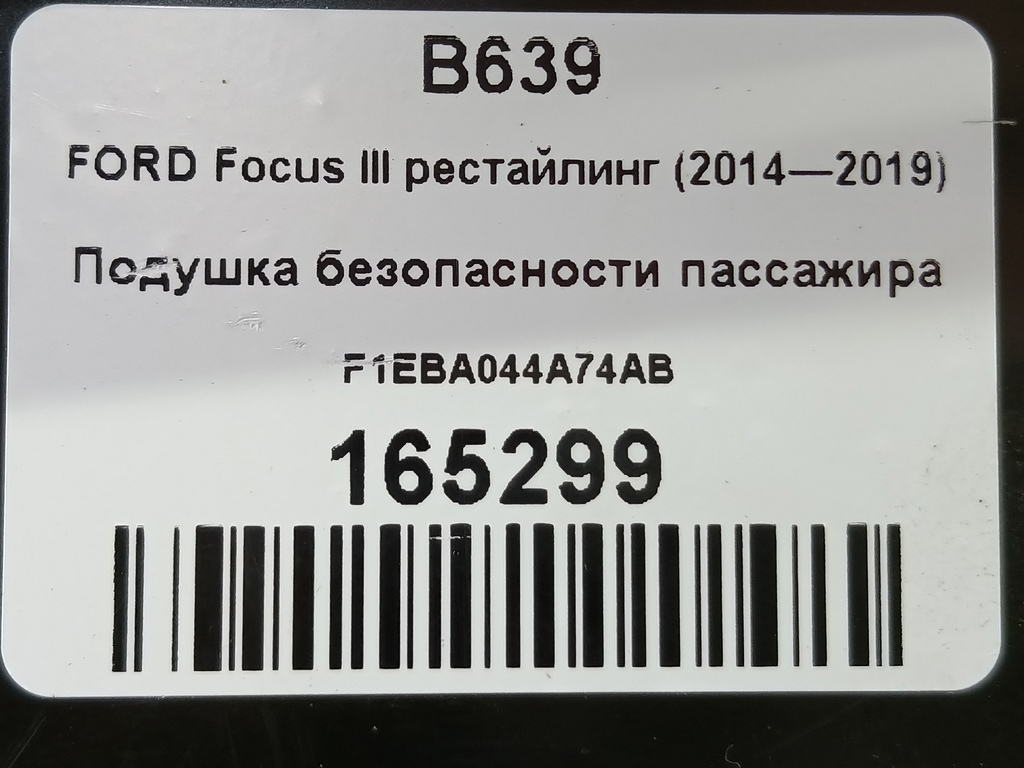 B639
FORD Focus III рестайлинг (2014—2019)
Подушка безопасности пассажира
F1EBA044A74AB
165299